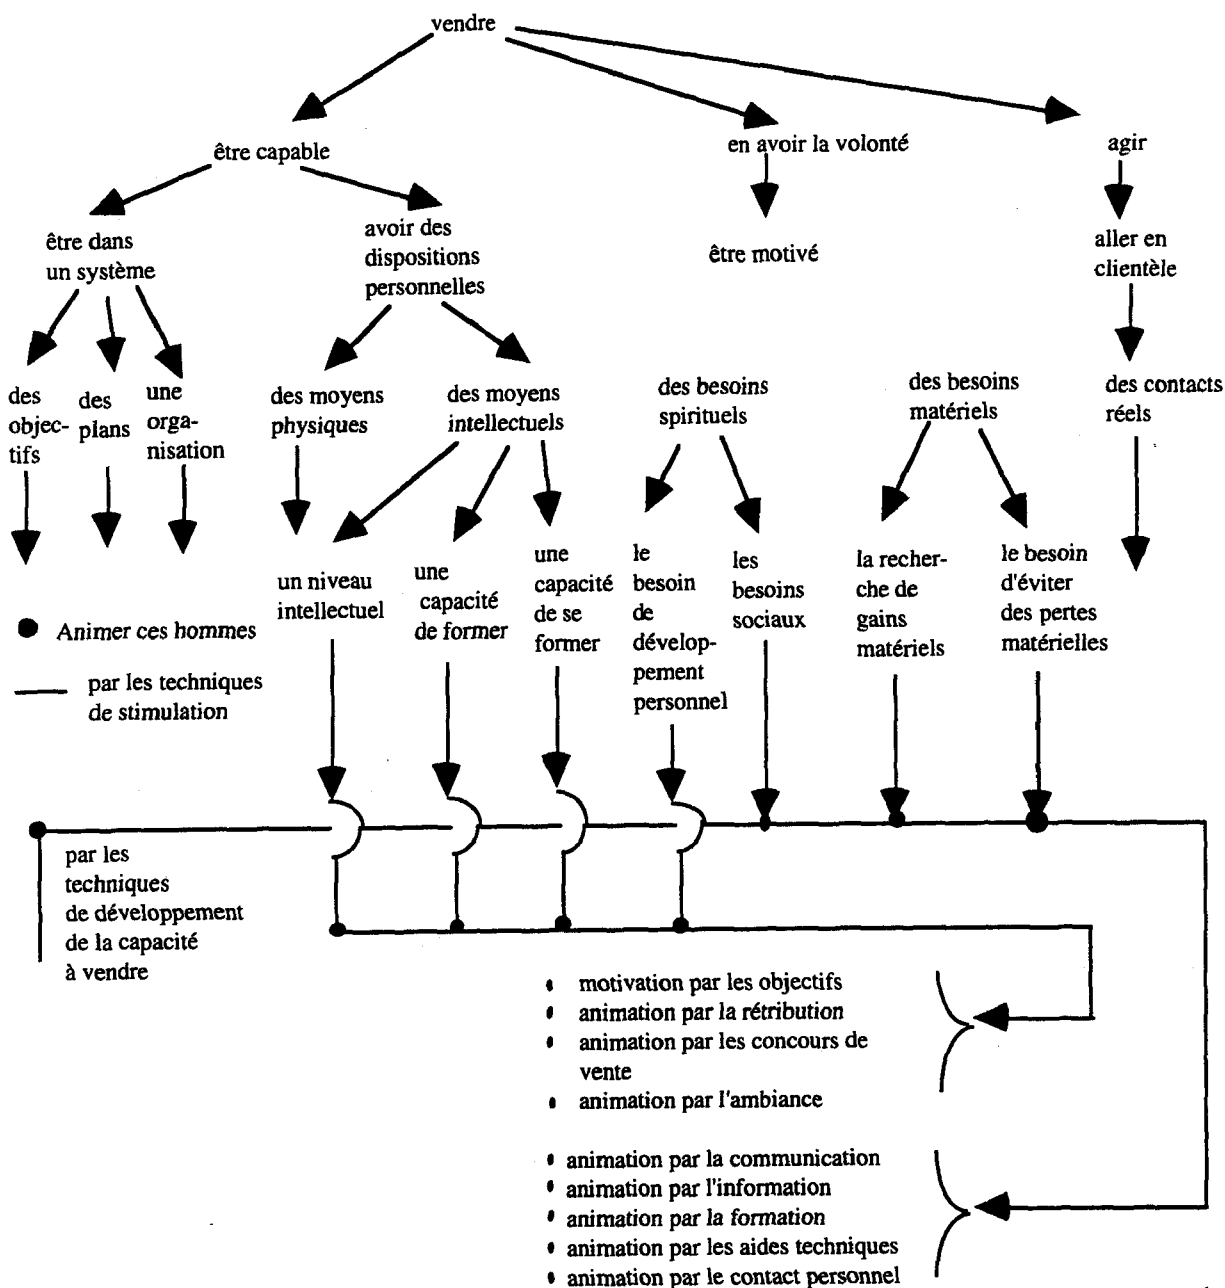 vendre
être capable
en avoir la volonté
agir
être dans
un système
avoir des
dispositions
personnelles
être motivé
aller en
clientèle
des
objec-
tifs
des
plans
une
orga-
nisation
des moyens
physiques
des moyens
intellectuels
des besoins
spirituels
des besoins
matériels
des contacts
réels
un niveau
intellectuel
une
capacité
de former
une
capacité
de se
former
le
besoin
de
dévelop-
pement
personnel
les
besoins
sociaux
la recher-
che de
gains
matériels
le besoin
d'éviter
des pertes
matérielles
Animer ces hommes
par les techniques
de stimulation
par les
techniques
de développement
de la capacité
à vendre
• motivation par les objectifs
• animation par la rétribution
• animation par les concours de
vente
• animation par l'ambiance
• animation par la communication
• animation par l'information
• animation par la formation
• animation par les aides techniques
• animation par le contact personnel